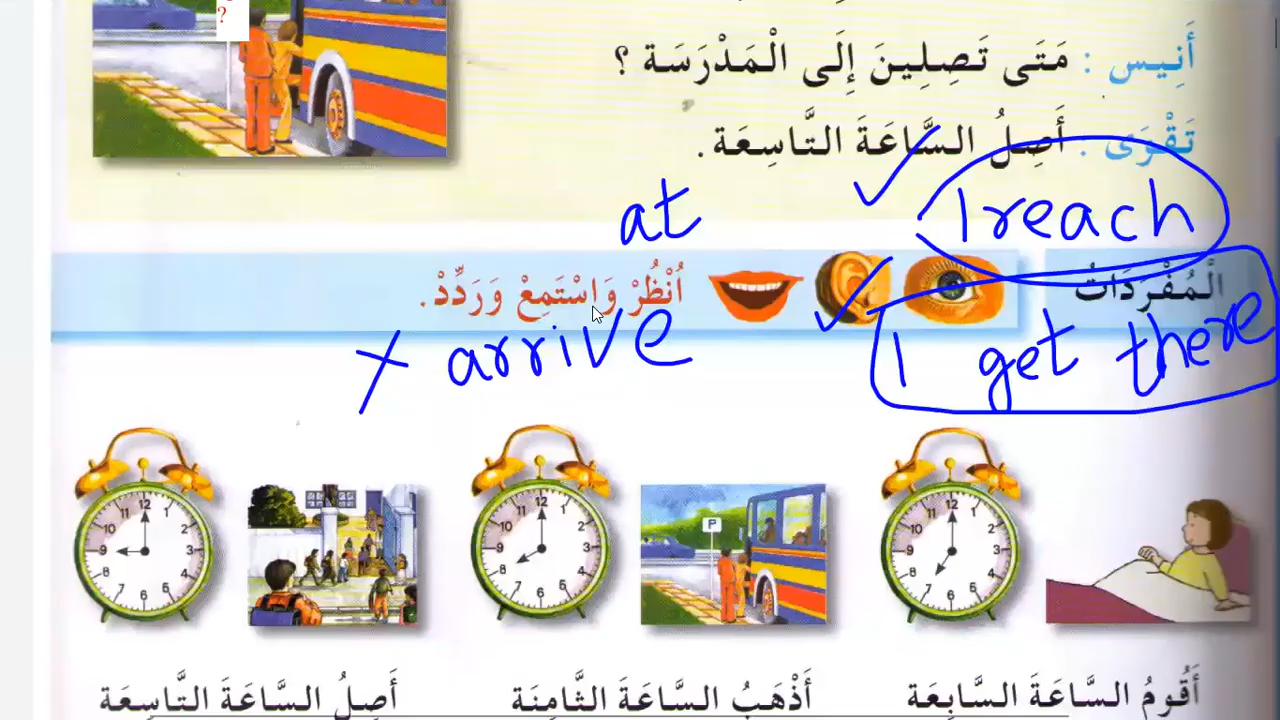 ?
أَنِيس : مَتَى تَصِلِينَ إِلَى الْمَدْرَسَة ؟
تَقْرَى : أَصِلُ السَّاعَةَ التَّاسِعَة .
at
I reach
الْمُفْرَدَاتُ
اُنْظُرْ وَاسْتَمِعْ وَرَدِّدْ .
x arrive
I get there
P
أَقُومُ السَّاعَةَ السَّابِعَة
أَذْهَبُ السَّاعَةَ الثَّامِنَة
أَصِلُ السَّاعَةَ التَّاسِعَة